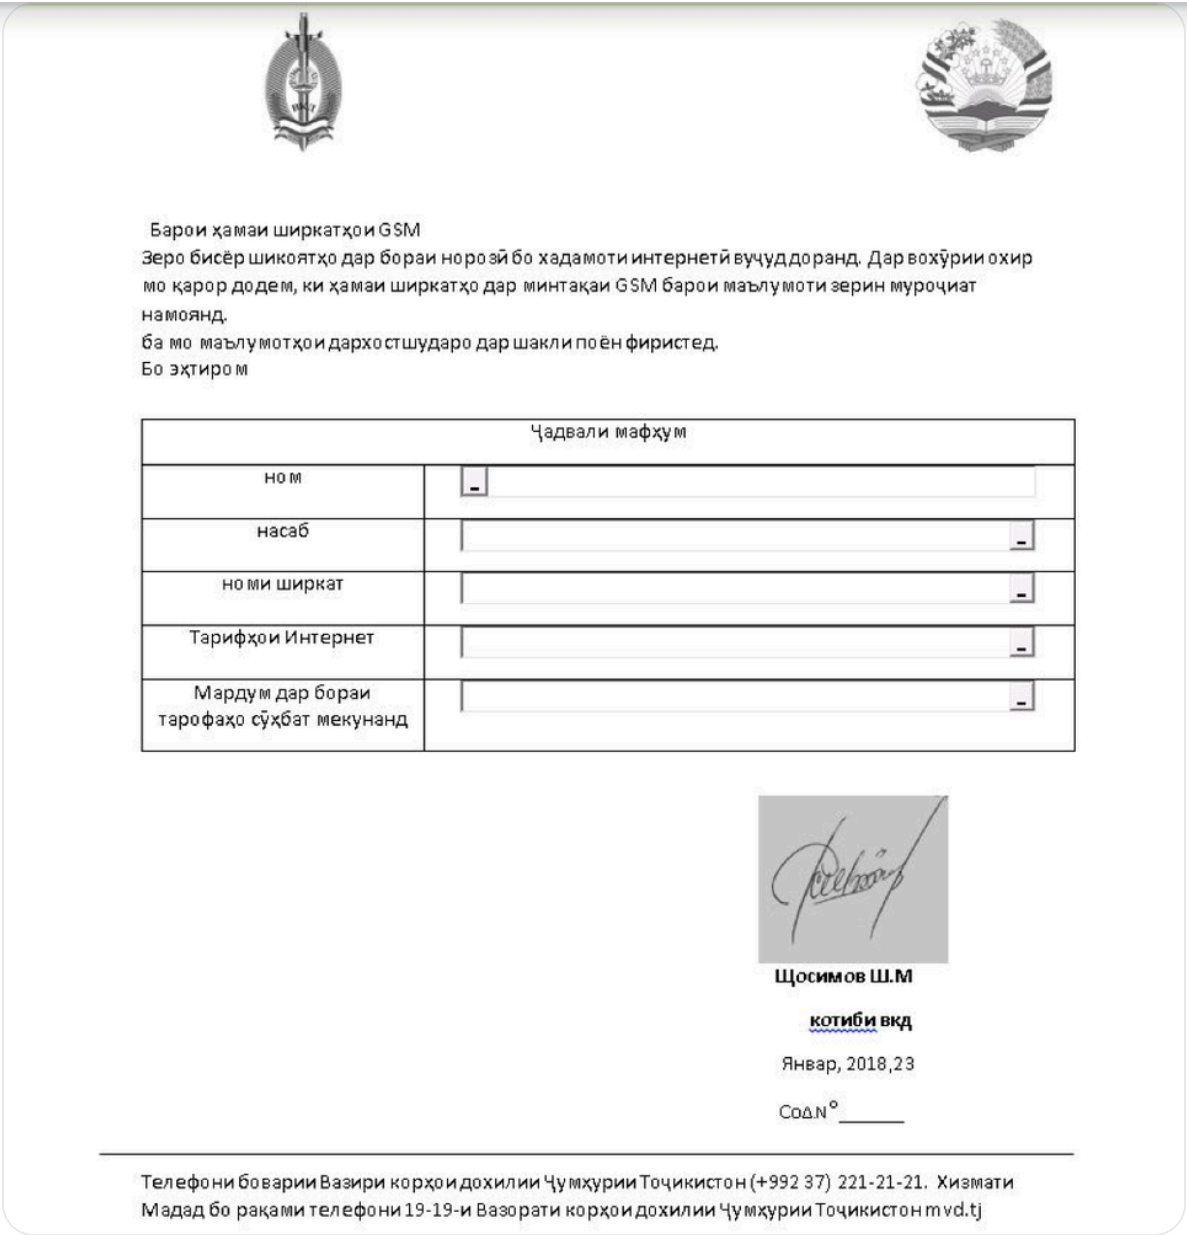 Барои ҳамаи ширкатҳои GSM
Зеро бисёр шикоятҳо дар бораи норозӣ бо хадамоти интернетӣ вуҷуд доранд. Дар вохӯрии охир
мо қарор додем, ки ҳамаи ширкатҳо дар минтақаи GSM барои маълумоти зерин муроҷиат
намоянд.
ба мо маълумотҳои дархостшударо дар шакли поён фиристед.
Бо эҳтиром
Ҷадвали мафҳум
ном
насаб
номи ширкат
Тарифҳои Интернет
Мардум дар бораи
тарофаҳо сӯҳбат мекунанд
Щосимов Ш.М
котиби вкд
Январ, 2018,23
СоΔ.N°______
Телефони боварии Вазири корҳои дохилии Ҷумҳурии Тоҷикистон (+992 37) 221-21-21. Хизмати
Мадад бо рақами телефони 19-19-и Вазорати корҳои дохилии Ҷумҳурии Тоҷикистон mvd.tj